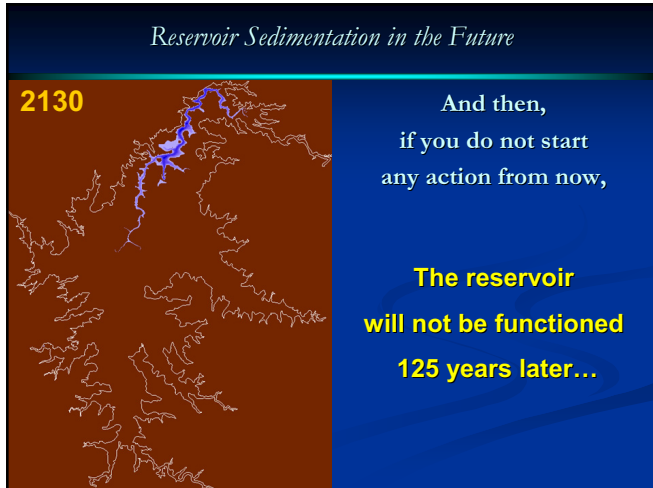 Reservoir Sedimentation in the Future
2130
And then,
if you do not start
any action from now,
The reservoir
will not be functioned
125 years later…